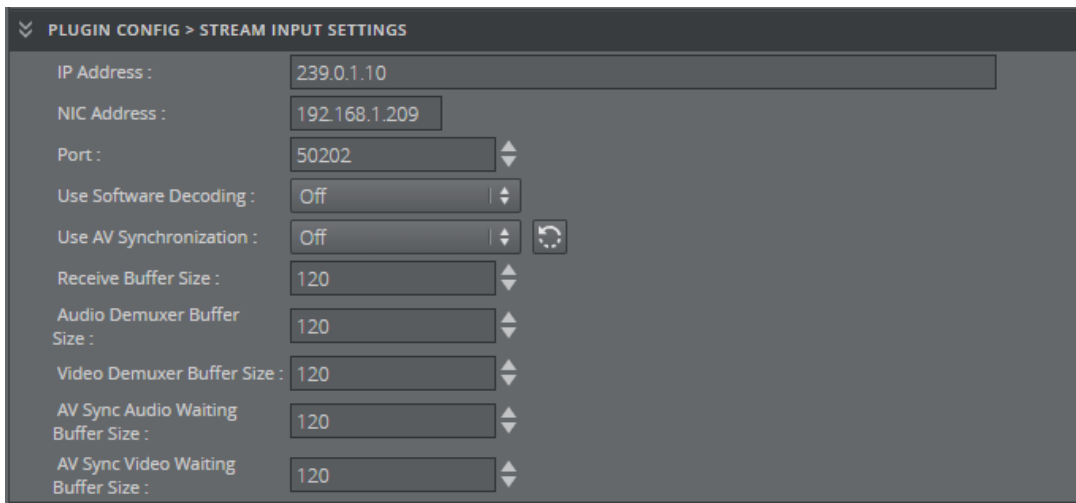 PLUGIN CONFIG > STREAM INPUT SETTINGS
IP Address : 239.0.1.10
NIC Address : 192.168.1.209
Port : 50202
Use Software Decoding : Off
Use AV Synchronization : Off
Receive Buffer Size : 120
Audio Demuxer Buffer
Size : 120
Video Demuxer Buffer Size : 120
AV Sync Audio Waiting
Buffer Size : 120
AV Sync Video Waiting
Buffer Size : 120